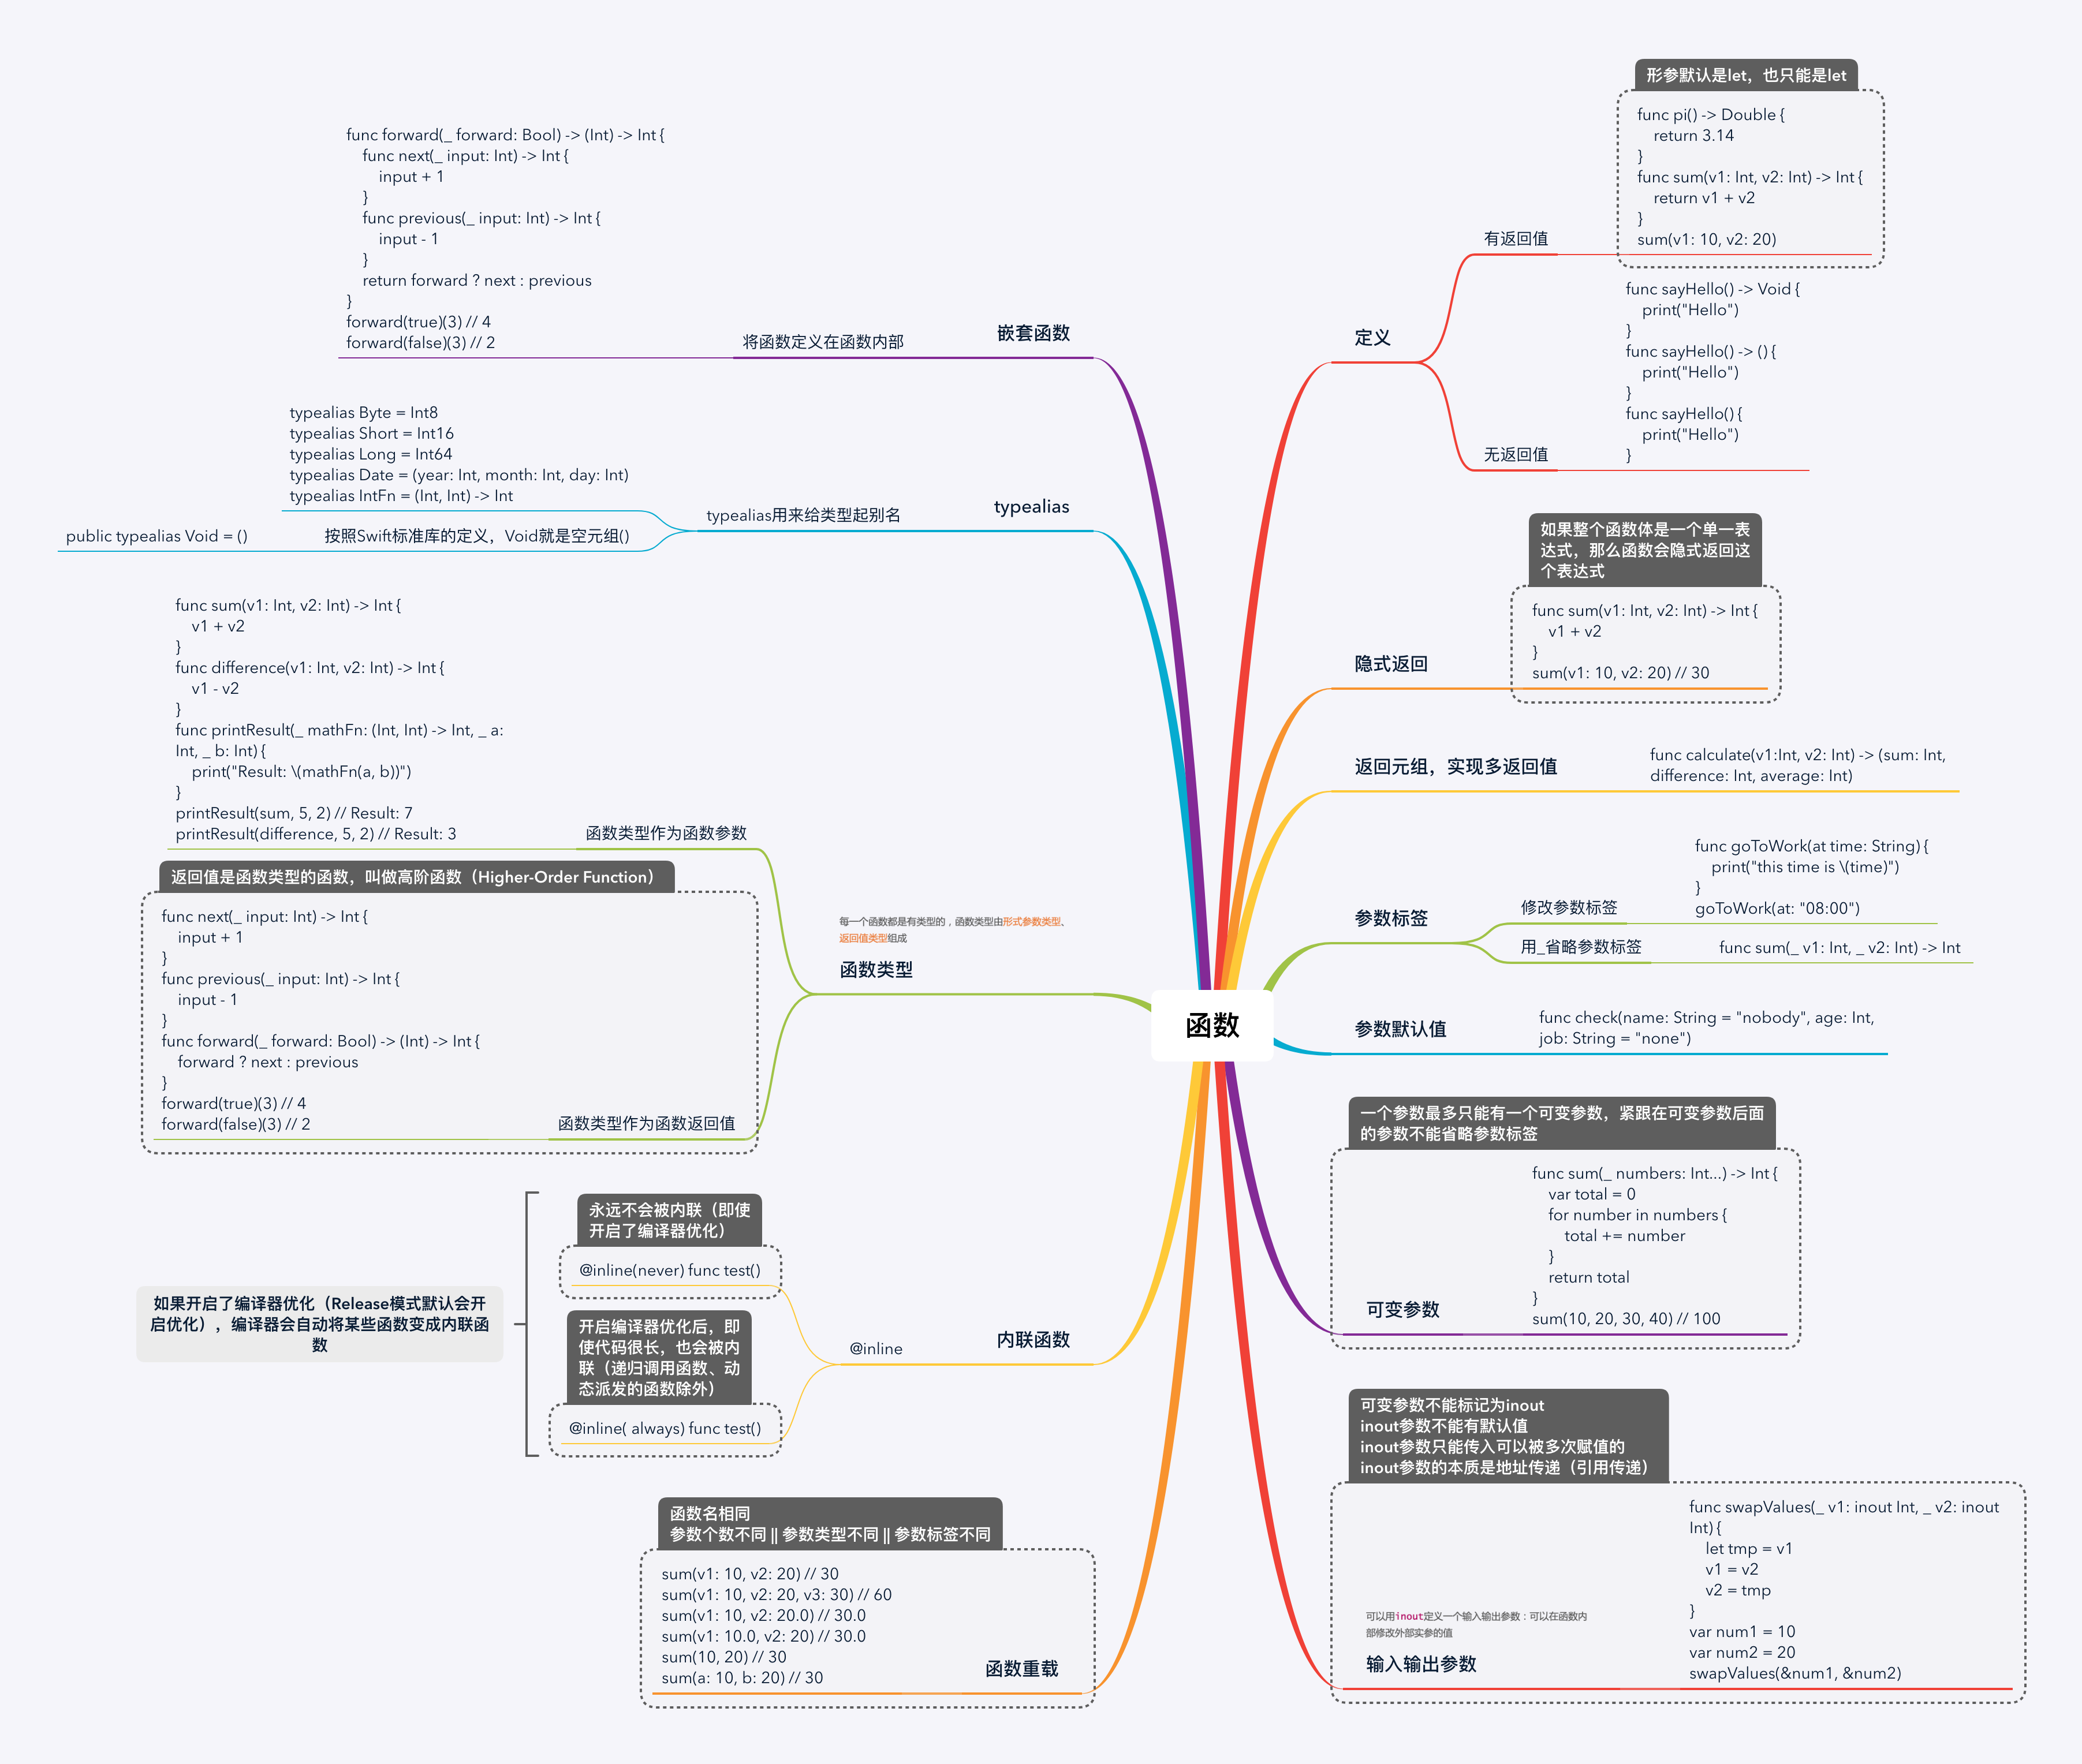 函数
形参默认是let，也只能是let
定义
有返回值
func pi() -> Double {
return 3.14
}
func sum(v1: Int, v2: Int) -> Int {
return v1 + v2
}
sum(v1: 10, v2: 20)
无返回值
func sayHello() -> Void {
print("Hello")
}
func sayHello() -> () {
print("Hello")
}
func sayHello() {
print("Hello")
}
如果整个函数体是一个单一表
达式，那么函数会隐式返回这
个表达式
隐式返回
func sum(v1: Int, v2: Int) -> Int {
v1 + v2
}
sum(v1: 10, v2: 20) // 30
返回元组，实现多返回值
func calculate(v1:Int, v2: Int) -> (sum: Int,
difference: Int, average: Int)
参数标签
修改参数标签
func goToWork(at time: String) {
print("this time is \(time)")
}
goToWork(at: "08:00")
用_省略参数标签
func sum(_ v1: Int, _ v2: Int) -> Int
参数默认值
func check(name: String = "nobody", age: Int,
job: String = "none")
一个参数最多只能有一个可变参数，紧跟在可变参数后面
的参数不能省略参数标签
可变参数
func sum(_ numbers: Int...) -> Int {
var total = 0
for number in numbers {
total += number
}
return total
}
sum(10, 20, 30, 40) // 100
可变参数不能标记为inout
inout参数不能有默认值
inout参数只能传入可以被多次赋值的
inout参数的本质是地址传递（引用传递）
可以用inout定义一个输入输出参数：可以在函数内
部修改外部实参的值
输入输出参数
func swapValues(_ v1: inout Int, _ v2: inout
Int) {
let tmp = v1
v1 = v2
v2 = tmp
}
var num1 = 10
var num2 = 20
swapValues(&num1, &num2)
嵌套函数
将函数定义在函数内部
func forward(_ forward: Bool) -> (Int) -> Int {
func next(_ input: Int) -> Int {
input + 1
}
func previous(_ input: Int) -> Int {
input - 1
}
return forward ? next : previous
}
forward(true)(3) // 4
forward(false)(3) // 2
typealias
typealias用来给类型起别名
typealias Byte = Int8
typealias Short = Int16
typealias Long = Int64
typealias Date = (year: Int, month: Int, day: Int)
typealias IntFn = (Int, Int) -> Int
按照Swift标准库的定义，Void就是空元组()
public typealias Void = ()
每一个函数都是有类型的，函数类型由形式参数类型、
返回值类型组成
函数类型
函数类型作为函数参数
func sum(v1: Int, v2: Int) -> Int {
v1 + v2
}
func difference(v1: Int, v2: Int) -> Int {
v1 - v2
}
func printResult(_ mathFn: (Int, Int) -> Int, _ a:
Int, _ b: Int) {
print("Result: \(mathFn(a, b))")
}
printResult(sum, 5, 2) // Result: 7
printResult(difference, 5, 2) // Result: 3
返回值是函数类型的函数，叫做高阶函数（Higher-Order Function）
函数类型作为函数返回值
func next(_ input: Int) -> Int {
input + 1
}
func previous(_ input: Int) -> Int {
input - 1
}
func forward(_ forward: Bool) -> (Int) -> Int {
forward ? next : previous
}
forward(true)(3) // 4
forward(false)(3) // 2
内联函数
@inline
永远不会被内联（即使
开启了编译器优化）
@inline(never) func test()
开启编译器优化后，即
使代码很长，也会被内
联（递归调用函数、动
态派发的函数除外）
@inline( always) func test()
如果开启了编译器优化（Release模式默认会开
启优化），编译器会自动将某些函数变成内联函
数
函数名相同
参数个数不同 || 参数类型不同 || 参数标签不同
函数重载
sum(v1: 10, v2: 20) // 30
sum(v1: 10, v2: 20, v3: 30) // 60
sum(v1: 10, v2: 20.0) // 30.0
sum(v1: 10.0, v2: 20) // 30.0
sum(10, 20) // 30
sum(a: 10, b: 20) // 30